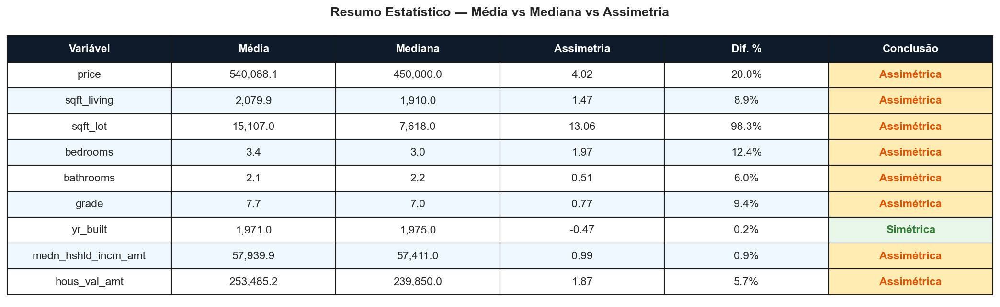 Resumo Estatístico — Média vs Mediana vs Assimetria
Variável Média Mediana Assimetria Dif. % Conclusão
price 540,088.1 450,000.0 4.02 20.0% Assimétrica
sqft_living 2,079.9 1,910.0 1.47 8.9% Assimétrica
sqft_lot 15,107.0 7,618.0 13.06 98.3% Assimétrica
bedrooms 3.4 3.0 1.97 12.4% Assimétrica
bathrooms 2.1 2.2 0.51 6.0% Assimétrica
grade 7.7 7.0 0.77 9.4% Assimétrica
yr_built 1,971.0 1,975.0 -0.47 0.2% Simétrica
medn_hshld_incm_amt 57,939.9 57,411.0 0.99 0.9% Assimétrica
hous_val_amt 253,485.2 239,850.0 1.87 5.7% Assimétrica